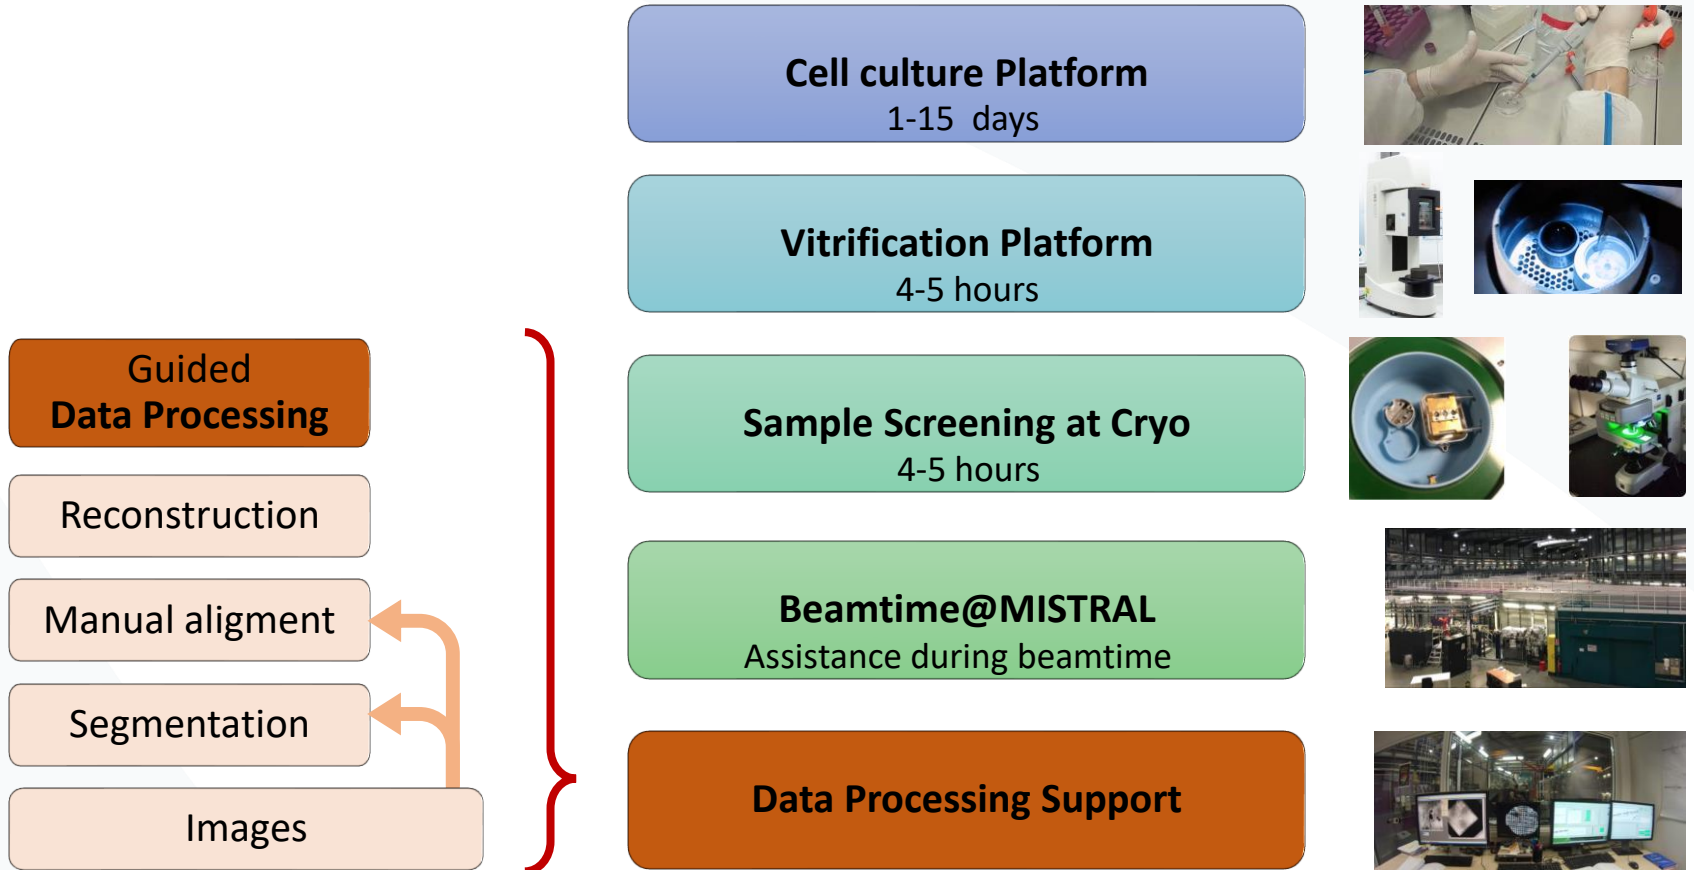 Cell culture Platform
1-15 days
Vitrification Platform
4-5 hours
Sample Screening at Cryo
4-5 hours
Beamtime@MISTRAL
Assistance during beamtime
Data Processing Support
Guided
Data Processing
Reconstruction
Manual aligment
Segmentation
Images